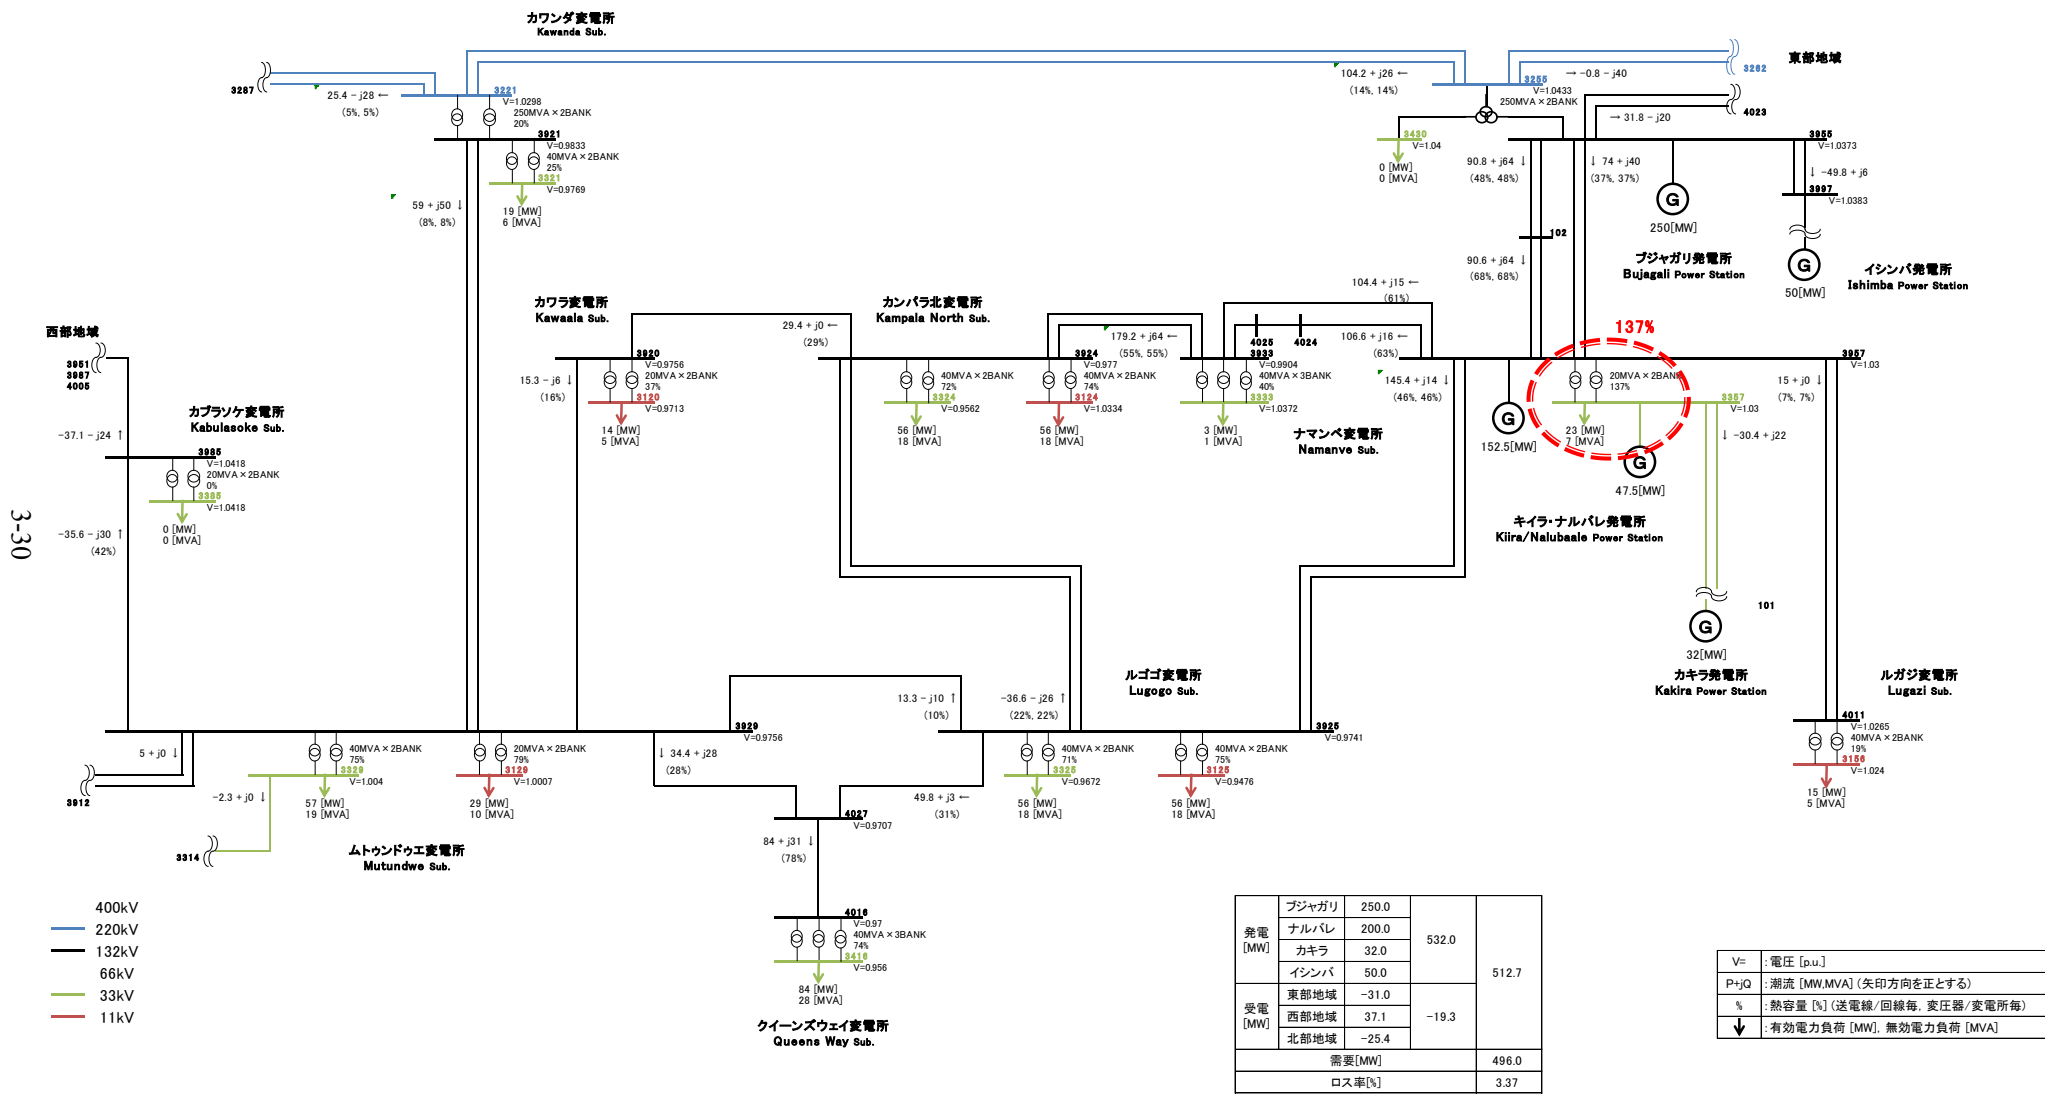 カワンダ変電所
Kawanda Sub.
3287
25.4 − j28 ←
(5%, 5%)
3221
V=1.0298
250MVA × 2BANK
20%
3921
V=0.9833
40MVA × 2BANK
25%
3321
V=0.9769
19 [MW]
6 [MVA]
59 + j50 ↓
(8%, 8%)
104.2 + j26 ←
(14%, 14%)
3255
V=1.0433
250MVA × 2BANK
→ −0.8 − j40
3262
東部地域
4023
→ 31.8 − j20
3430
V=1.04
0 [MW]
0 [MVA]
3955
V=1.0373
90.8 + j64 ↓
(48%, 48%)
↓ 74 + j40
(37%, 37%)
↓ −49.8 + j6
3997
V=1.0383
G
250[MW]
102
90.6 + j64 ↓
(68%, 68%)
ブジャガリ発電所
Bujagali Power Station
G
50[MW]
イシンバ発電所
Ishimba Power Station
西部地域
3951
3987
4005
カワラ変電所
Kawaala Sub.
29.4 + j0 ←
(29%)
3920
V=0.9756
20MVA × 2BANK
37%
3120
V=0.9713
14 [MW]
5 [MVA]
15.3 − j6 ↓
(16%)
カンパラ北変電所
Kampala North Sub.
40MVA × 2BANK
72%
3324
V=0.9562
56 [MW]
18 [MVA]
3924
V=0.977
40MVA × 2BANK
74%
3124
V=1.0334
56 [MW]
18 [MVA]
179.2 + j64 ←
(55%, 55%)
3933
V=0.9904
40MVA × 3BANK
40%
3333
V=1.0372
3 [MW]
1 [MVA]
104.4 + j15 ←
(61%)
4025
4024
106.6 + j16 ←
(63%)
ナマンベ変電所
Namanve Sub.
145.4 + j14 ↓
(46%, 46%)
137%
3957
V=1.03
20MVA × 2BANK
137%
3357
V=1.03
23 [MW]
7 [MVA]
15 + j0 ↓
(7%, 7%)
↓ −30.4 + j22
G
152.5[MW]
G
47.5[MW]
キイラ・ナルバレ発電所
Kiira/Nalubaale Power Station
101
G
32[MW]
カキラ発電所
Kakira Power Station
カブラソケ変電所
Kabulasoke Sub.
−37.1 − j24 ↑
3985
V=1.0418
20MVA × 2BANK
0%
3385
V=1.0418
0 [MW]
0 [MVA]
−35.6 − j30 ↑
(42%)
3-30
ルガジ変電所
Lugazi Sub.
4011
V=1.0265
40MVA × 2BANK
19%
3156
V=1.024
15 [MW]
5 [MVA]
ルゴゴ変電所
Lugogo Sub.
13.3 − j10 ↑
(10%)
−36.6 − j26 ↑
(22%, 22%)
3925
V=0.9741
40MVA × 2BANK
71%
3325
V=0.9672
56 [MW]
18 [MVA]
40MVA × 2BANK
75%
3125
V=0.9476
56 [MW]
18 [MVA]
3929
V=0.9756
5 + j0 ↓
3912
−2.3 + j0 ↓
3314
40MVA × 2BANK
75%
3329
V=1.004
57 [MW]
19 [MVA]
20MVA × 2BANK
79%
3129
V=1.0007
29 [MW]
10 [MVA]
ムトゥンドゥエ変電所
Mutundwe Sub.
↓ 34.4 + j28
(28%)
49.8 + j3 ←
(31%)
4027
V=0.9707
84 + j31 ↓
(78%)
4016
V=0.97
40MVA × 3BANK
74%
3416
V=0.956
84 [MW]
28 [MVA]
クイーンズウェイ変電所
Queens Way Sub.
400kV
220kV
132kV
66kV
33kV
11kV
発電 [MW] ブジャガリ 250.0 532.0 512.7
ナルバレ 200.0
カキラ 32.0
イシンバ 50.0
受電 [MW] 東部地域 −31.0 −19.3
西部地域 37.1
北部地域 −25.4
需要[MW] 496.0
ロス率[%] 3.37
V= : 電圧 [p.u.]
P+jQ : 潮流 [MW,MVA] (矢印方向を正とする)
% : 熱容量 [%] (送電線/回線毎, 変圧器/変電所毎)
↓ : 有効電力負荷 [MW], 無効電力負荷 [MVA]